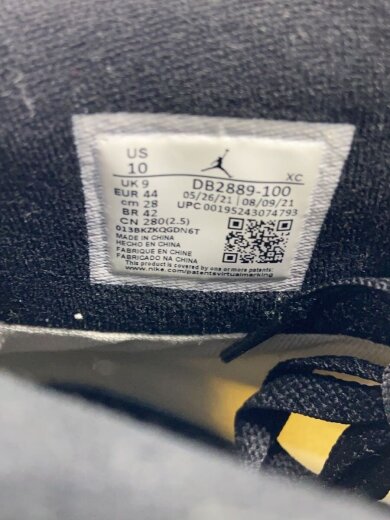 US
10
XC
UK 9
EUR 44
cm 28
BR 42
CN 280(2.5)
DB2889-100
05/26/21 08/09/21
UPC 00195243074793
013BKZKQGDN6T
MADE IN CHINA
HECHO EN CHINA
FABRIQUE EN CHINE
FABRICADO NA CHINA
This product is covered by one or more patents:
www.nike.com/patentsvirtualmarking